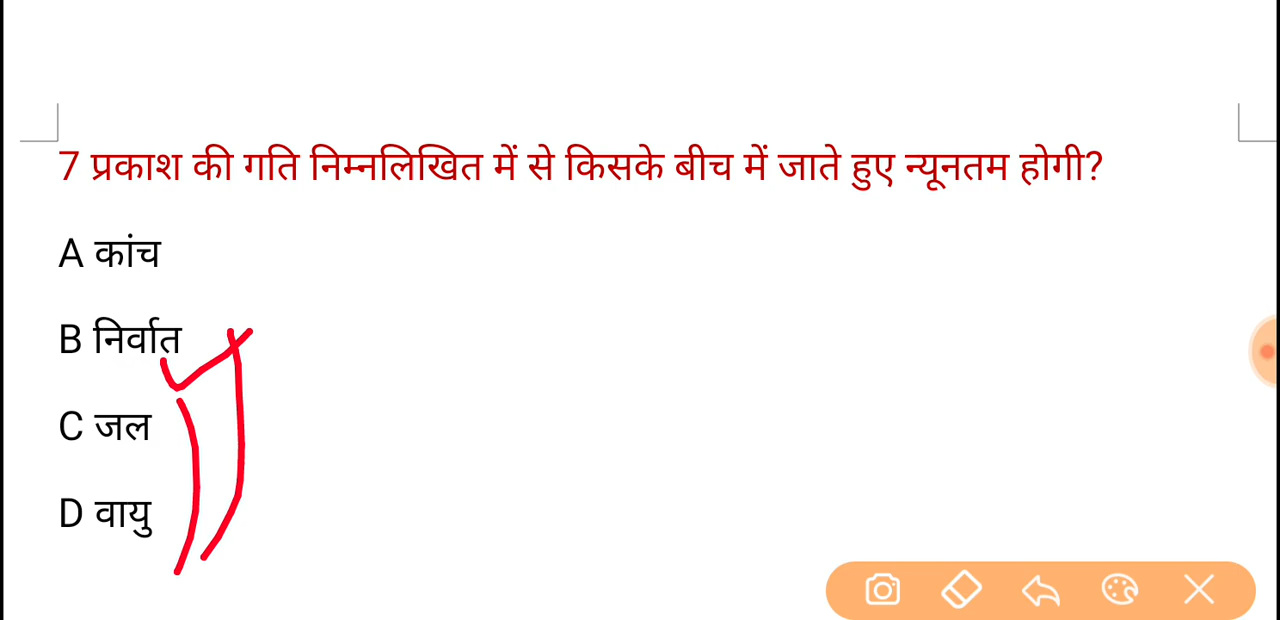 7 प्रकाश की गति निम्नलिखित में से किसके बीच में जाते हुए न्यूनतम होगी?
A कांच
B निर्वात
C जल
D वायु